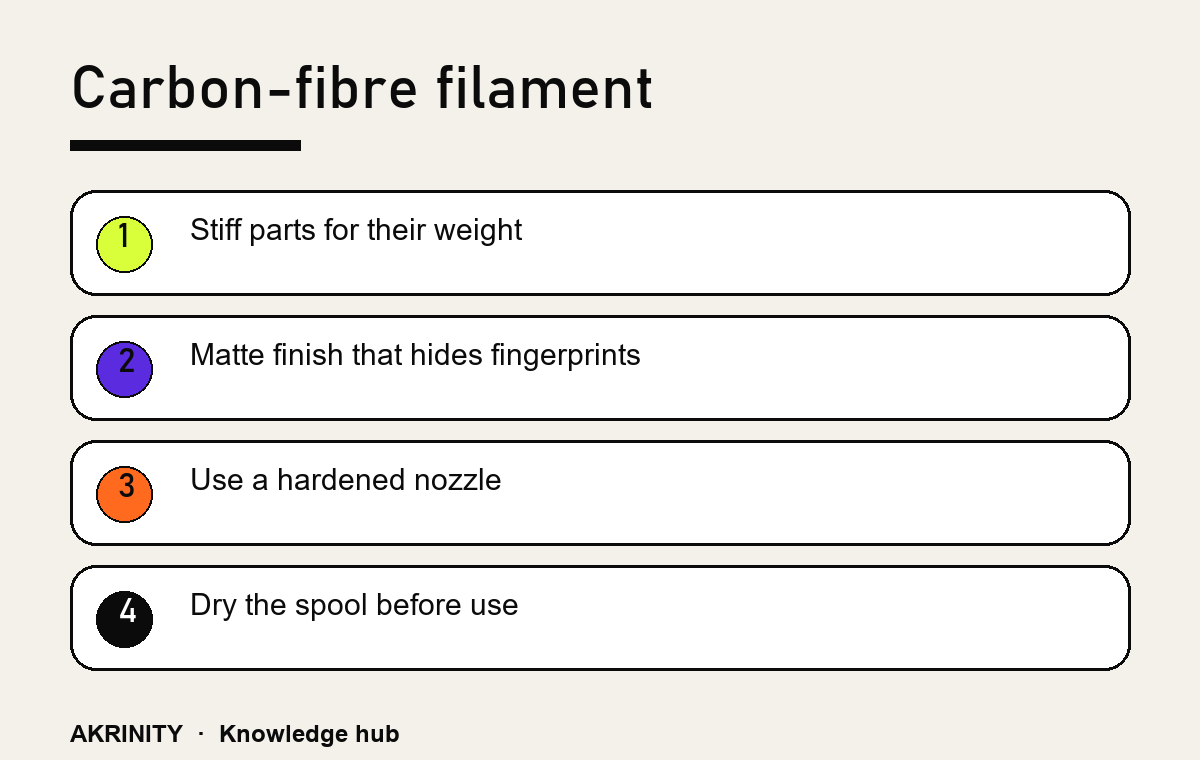 Carbon-fibre filament
1 Stiff parts for their weight
2 Matte finish that hides fingerprints
3 Use a hardened nozzle
4 Dry the spool before use
AKRINITY · Knowledge hub